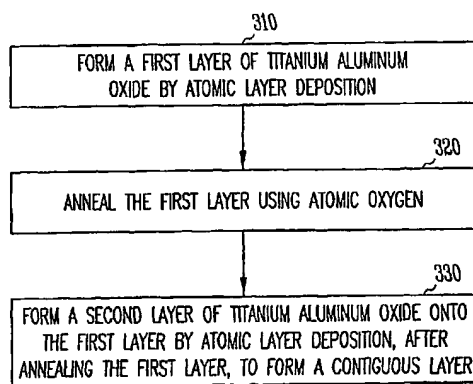 310
FORM A FIRST LAYER OF TITANIUM ALUMINUM
OXIDE BY ATOMIC LAYER DEPOSITION
320
ANNEAL THE FIRST LAYER USING ATOMIC OXYGEN
330
FORM A SECOND LAYER OF TITANIUM ALUMINUM OXIDE ONTO
THE FIRST LAYER BY ATOMIC LAYER DEPOSITION, AFTER
ANNEALING THE FIRST LAYER, TO FORM A CONTIGUOUS LAYER